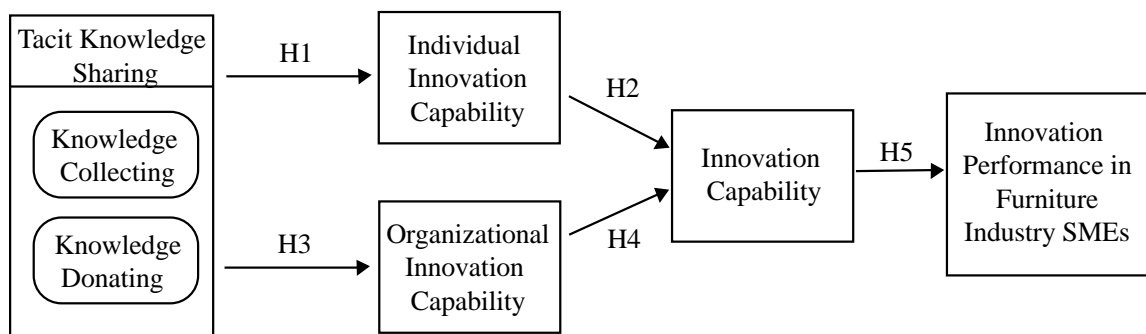 Tacit Knowledge
Sharing
Knowledge
Collecting
Knowledge
Donating
H1
H3
Individual
Innovation
Capability
Organizational
Innovation
Capability
H2
H4
Innovation
Capability
H5
Innovation
Performance in
Furniture
Industry SMEs